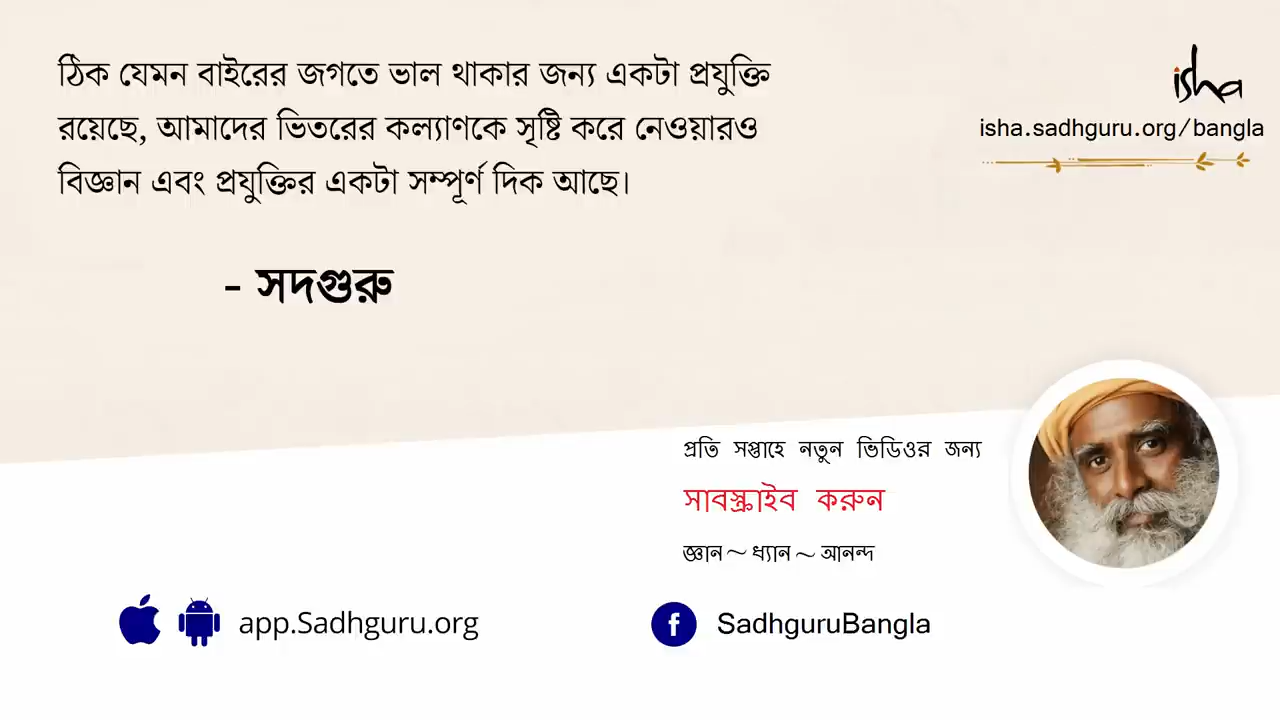 ঠিক যেমন বাইরের জগতে ভাল থাকার জন্য একটা প্রযুক্তি
রয়েছে, আমাদের ভিতরের কল্যাণকে সৃষ্টি করে নেওয়ারও
বিজ্ঞান এবং প্রযুক্তির একটা সম্পূর্ণ দিক আছে।
- সদগুরু
isha
isha.sadhguru.org/bangla
প্রতি সপ্তাহে নতুন ভিডিওর জন্য
সাবস্ক্রাইব করুন
জ্ঞান ~ ধ্যান ~ আনন্দ
app.Sadhguru.org
f SadhguruBangla